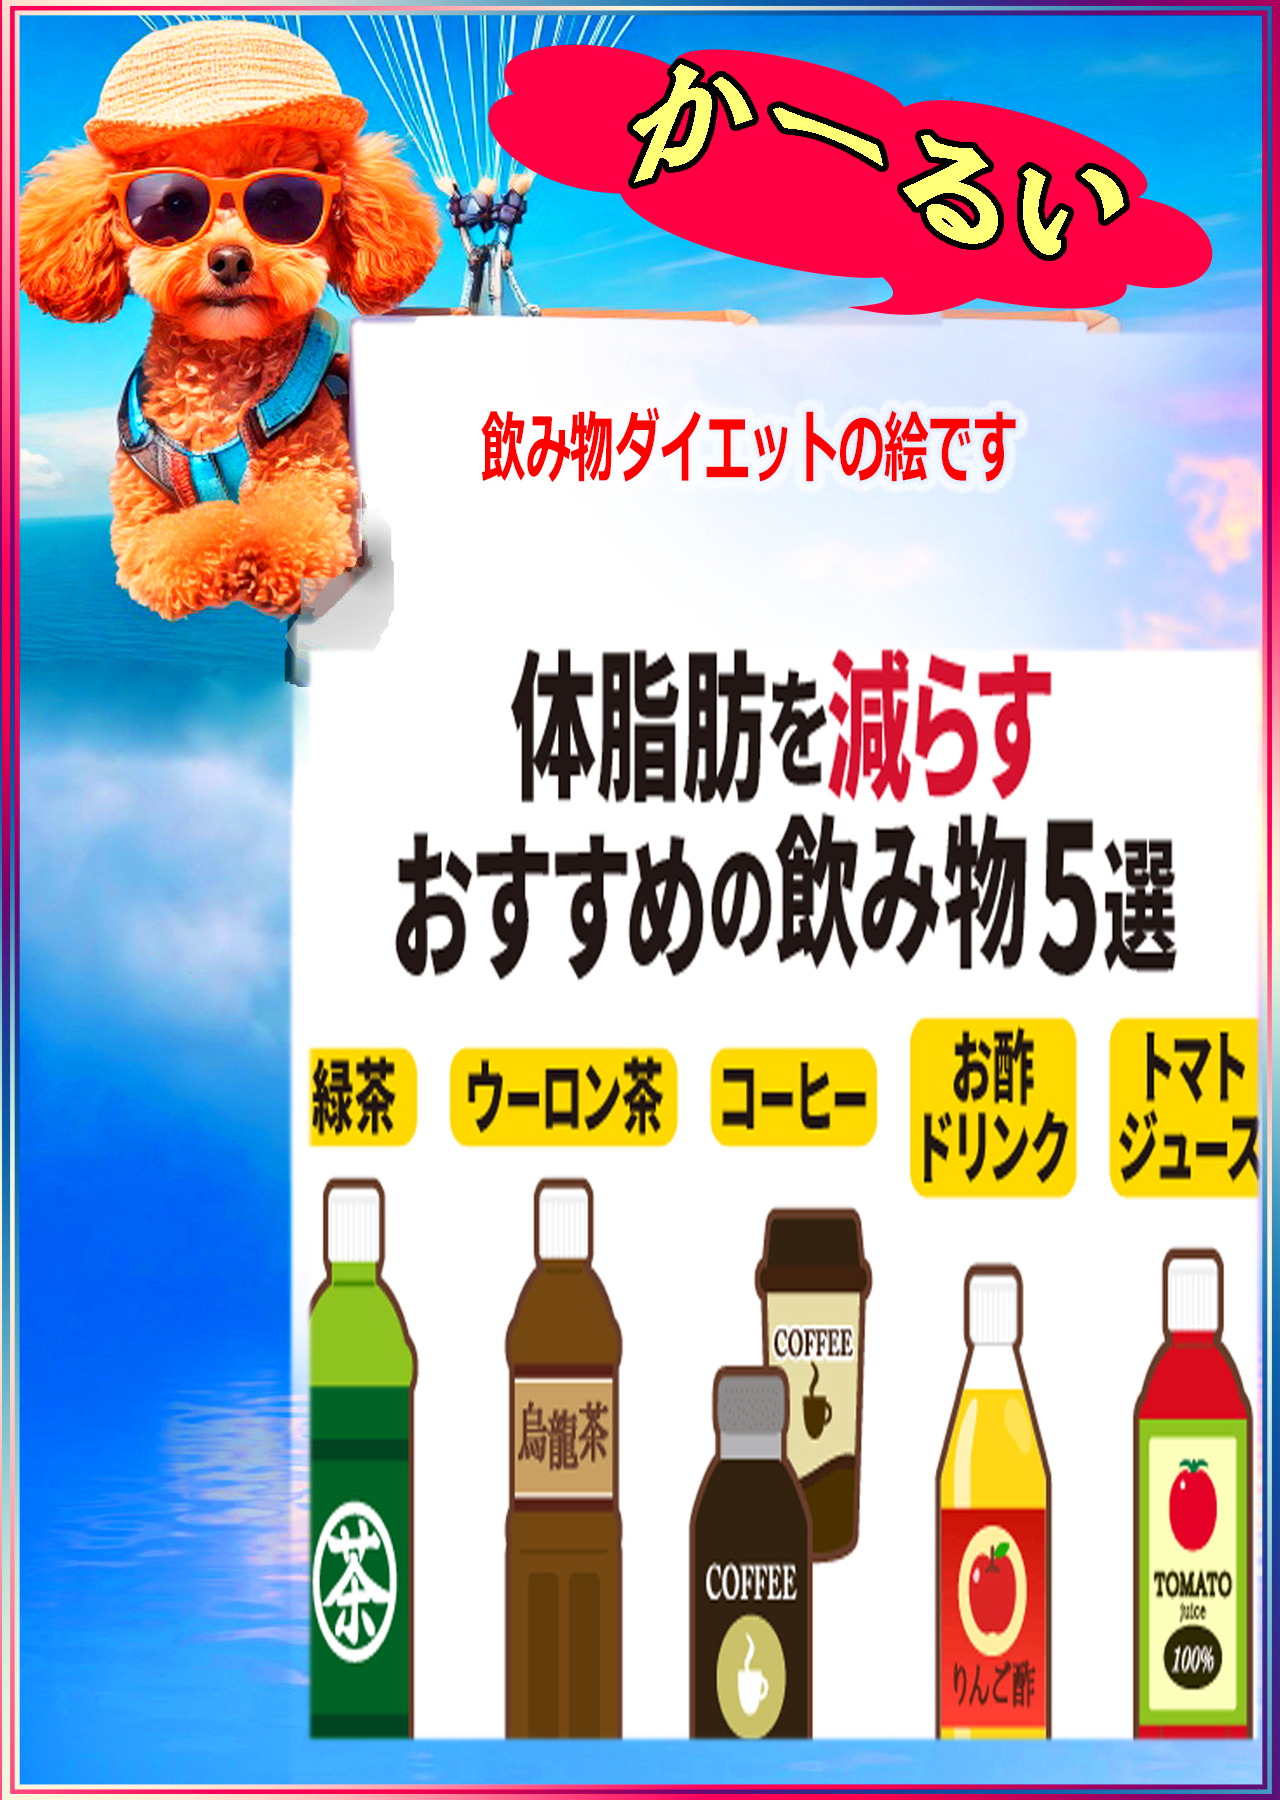 かーるい
飲み物ダイエットの絵です
体脂肪を減らす
おすすめの飲み物5選
緑茶
ウーロン茶
コーヒー
お酢
ドリンク
トマト
ジュース
茶
烏龍茶
COFFEE
COFFEE
りんご酢
TOMATO
juice
100%